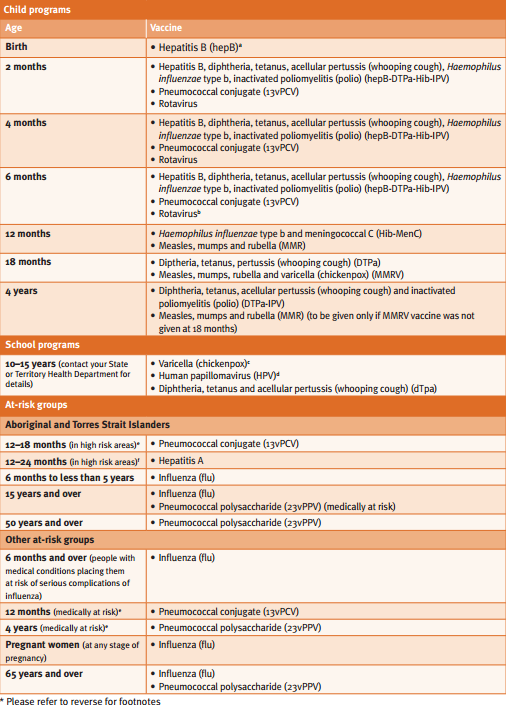 Child programs
Age Vaccine
Birth • Hepatitis B (hepB)ᵃ
2 months • Hepatitis B, diphtheria, tetanus, acellular pertussis (whooping cough), Haemophilus
influenzae type b, inactivated poliomyelitis (polio) (hepB-DTPa-Hib-IPV)
• Pneumococcal conjugate (13vPCV)
• Rotavirus
4 months • Hepatitis B, diphtheria, tetanus, acellular pertussis (whooping cough), Haemophilus
influenzae type b, inactivated poliomyelitis (polio) (hepB-DTPa-Hib-IPV)
• Pneumococcal conjugate (13vPCV)
• Rotavirus
6 months • Hepatitis B, diphtheria, tetanus, acellular pertussis (whooping cough), Haemophilus
influenzae type b, inactivated poliomyelitis (polio) (hepB-DTPa-Hib-IPV)
• Pneumococcal conjugate (13vPCV)
• Rotavirusᵇ
12 months • Haemophilus influenzae type b and meningococcal C (Hib-MenC)
• Measles, mumps and rubella (MMR)
18 months • Diptheria, tetanus, pertussis (whooping cough) (DTPa)
• Measles, mumps, rubella and varicella (chickenpox) (MMRV)
4 years • Diphtheria, tetanus, acellular pertussis (whooping cough) and inactivated
poliomyelitis (polio) (DTPa-IPV)
• Measles, mumps and rubella (MMR) (to be given only if MMRV vaccine was not
given at 18 months)
School programs
10–15 years (contact your State
or Territory Health Department for
details)
• Varicella (chickenpox)ᶜ
• Human papillomavirus (HPV)ᵈ
• Diphtheria, tetanus and acellular pertussis (whooping cough) (dTpa)
At-risk groups
Aboriginal and Torres Strait Islanders
12–18 months (in high risk areas)ᵉ • Pneumococcal conjugate (13vPCV)
12–24 months (in high risk areas)ᶠ • Hepatitis A
6 months to less than 5 years • Influenza (flu)
15 years and over • Influenza (flu)
• Pneumococcal polysaccharide (23vPPV) (medically at risk)
50 years and over • Pneumococcal polysaccharide (23vPPV)
Other at-risk groups
6 months and over (people with
medical conditions placing them
at risk of serious complications of
influenza)
• Influenza (flu)
12 months (medically at risk)ᵉ • Pneumococcal conjugate (13vPCV)
4 years (medically at risk)ᵉ • Pneumococcal polysaccharide (23vPPV)
Pregnant women (at any stage of
pregnancy)
• Influenza (flu)
65 years and over • Influenza (flu)
• Pneumococcal polysaccharide (23vPPV)
* Please refer to reverse for footnotes